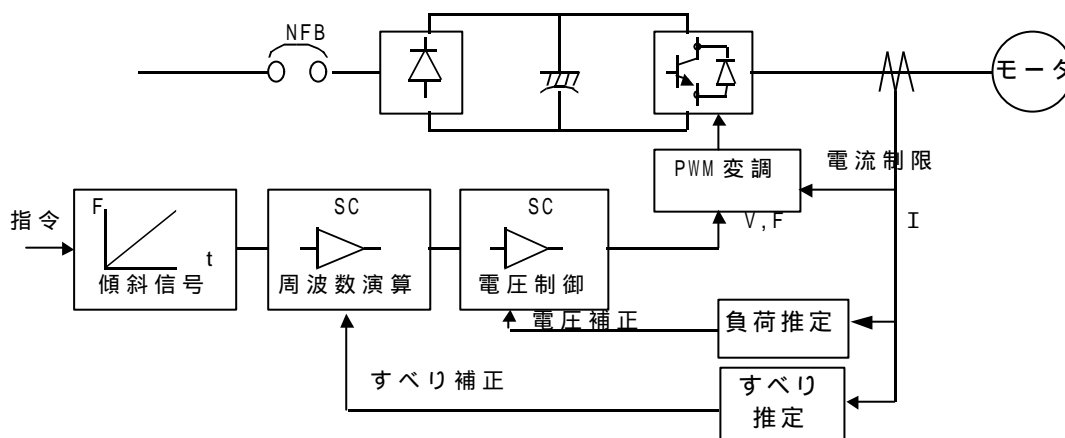 NFB
モータ
PWM変調
電流制限
指令
F
t
傾斜信号
SC
周波数演算
SC
電圧制御
V,F
I
電圧補正
負荷推定
すべり補正
すべり
推定